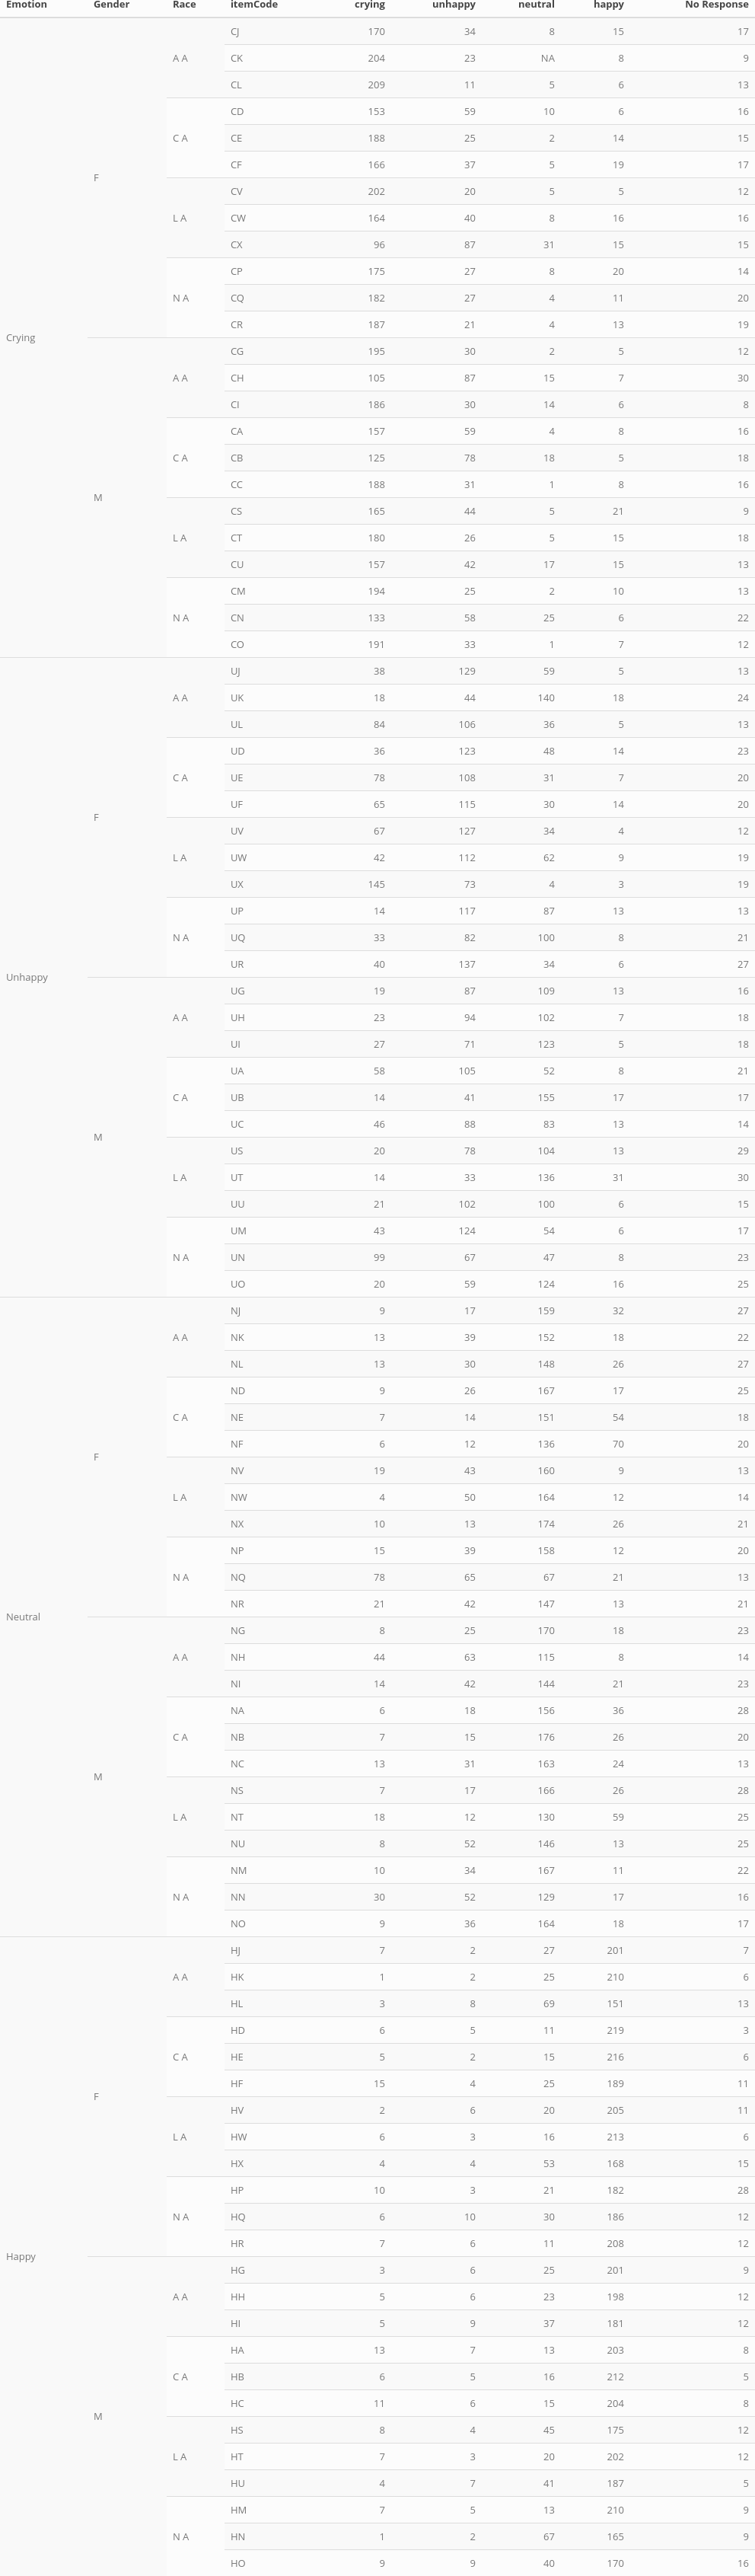 Emotion Gender Race itemCode crying unhappy neutral happy No Response
CJ 170 34 8 15 17
A A CK 204 23 NA 8 9
CL 209 11 5 6 13
CD 153 59 10 6 16
C A CE 188 25 2 14 15
CF 166 37 5 19 17
F
CV 202 20 5 5 12
L A CW 164 40 8 16 16
CX 96 87 31 15 15
CP 175 27 8 20 14
N A CQ 182 27 4 11 20
CR 187 21 4 13 19
Crying
CG 195 30 2 5 12
A A CH 105 87 15 7 30
CI 186 30 14 6 8
CA 157 59 4 8 16
C A CB 125 78 18 5 18
CC 188 31 1 8 16
M
CS 165 44 5 21 9
L A CT 180 26 5 15 18
CU 157 42 17 15 13
CM 194 25 2 10 13
N A CN 133 58 25 6 22
CO 191 33 1 7 12
UJ 38 129 59 5 13
A A UK 18 44 140 18 24
UL 84 106 36 5 13
UD 36 123 48 14 23
C A UE 78 108 31 7 20
UF 65 115 30 14 20
F
UV 67 127 34 4 12
L A UW 42 112 62 9 19
UX 145 73 4 3 19
UP 14 117 87 13 13
N A UQ 33 82 100 8 21
UR 40 137 34 6 27
Unhappy
UG 19 87 109 13 16
A A UH 23 94 102 7 18
UI 27 71 123 5 18
UA 58 105 52 8 21
C A UB 14 41 155 17 17
UC 46 88 83 13 14
M
US 20 78 104 13 29
L A UT 14 33 136 31 30
UU 21 102 100 6 15
UM 43 124 54 6 17
N A UN 99 67 47 8 23
UO 20 59 124 16 25
NJ 9 17 159 32 27
A A NK 13 39 152 18 22
NL 13 30 148 26 27
ND 9 26 167 17 25
C A NE 7 14 151 54 18
NF 6 12 136 70 20
F
NV 19 43 160 9 13
L A NW 4 50 164 12 14
NX 10 13 174 26 21
NP 15 39 158 12 20
N A NQ 78 65 67 21 13
NR 21 42 147 13 21
Neutral
NG 8 25 170 18 23
A A NH 44 63 115 8 14
NI 14 42 144 21 23
NA 6 18 156 36 28
C A NB 7 15 176 26 20
NC 13 31 163 24 13
M
NS 7 17 166 26 28
L A NT 18 12 130 59 25
NU 8 52 146 13 25
NM 10 34 167 11 22
N A NN 30 52 129 17 16
NO 9 36 164 18 17
HJ 7 2 27 201 7
A A HK 1 2 25 210 6
HL 3 8 69 151 13
HD 6 5 11 219 3
C A HE 5 2 15 216 6
HF 15 4 25 189 11
F
HV 2 6 20 205 11
L A HW 6 3 16 213 6
HX 4 4 53 168 15
HP 10 3 21 182 28
N A HQ 6 10 30 186 12
HR 7 6 11 208 12
Happy
HG 3 6 25 201 9
A A HH 5 6 23 198 12
HI 5 9 37 181 12
HA 13 7 13 203 8
C A HB 6 5 16 212 5
HC 11 6 15 204 8
M
HS 8 4 45 175 12
L A HT 7 3 20 202 12
HU 4 7 41 187 5
HM 7 5 13 210 9
N A HN 1 2 67 165 9
HO 9 9 40 170 16